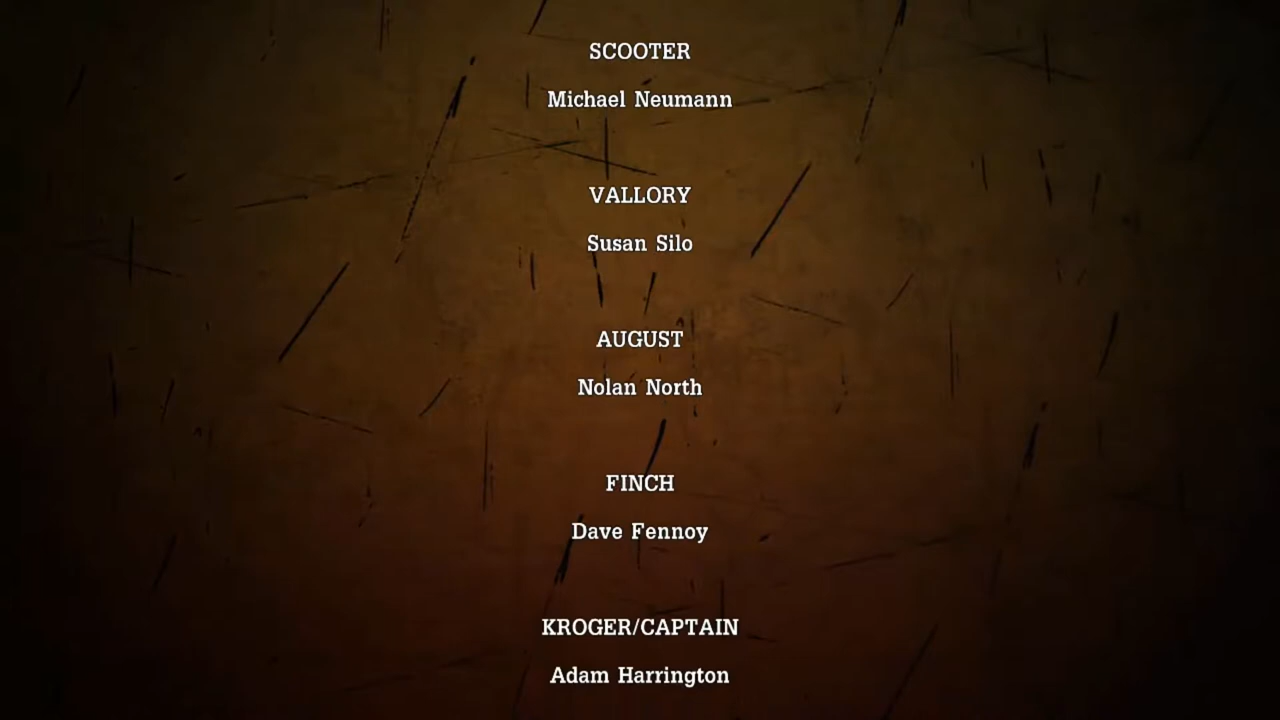 SCOOTER
Michael Neumann
VALLORY
Susan Silo
AUGUST
Nolan North
FINCH
Dave Fennoy
KROGER/CAPTAIN
Adam Harrington